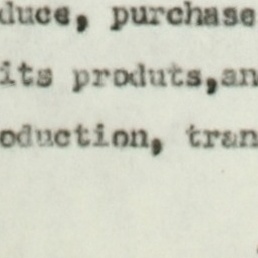 duce, purchase
its produts,an
oduction, tran